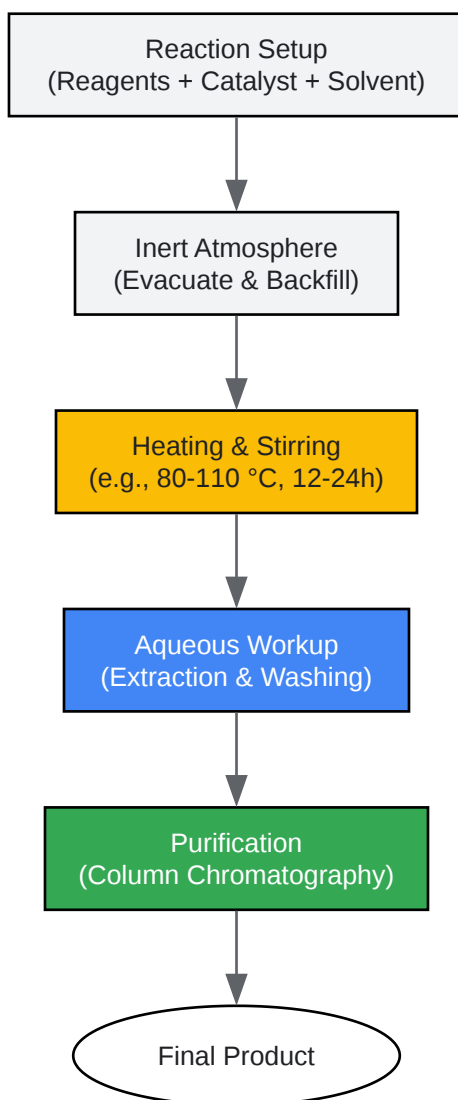 Reaction Setup
(Reagents + Catalyst + Solvent)
Inert Atmosphere
(Evacuate & Backfill)
Heating & Stirring
(e.g., 80-110 °C, 12-24h)
Aqueous Workup
(Extraction & Washing)
Purification
(Column Chromatography)
Final Product